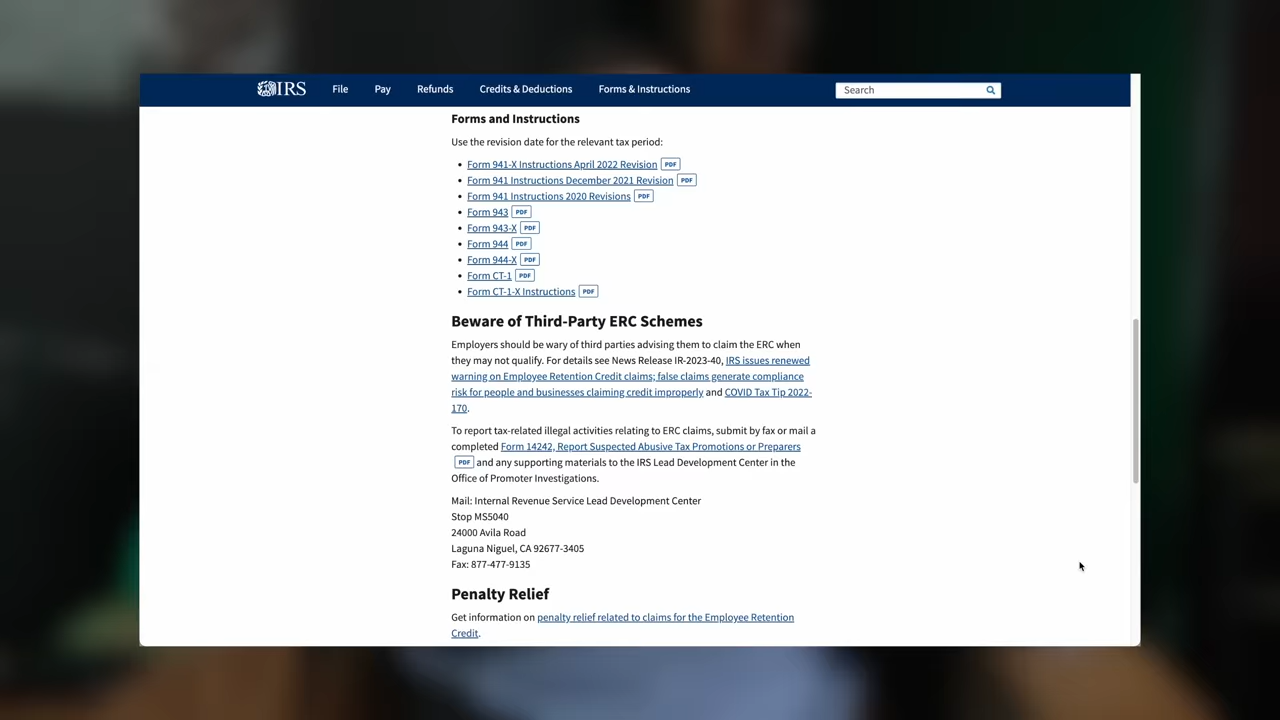 IRS File Pay Refunds Credits & Deductions Forms & Instructions Search
Forms and Instructions
Use the revision date for the relevant tax period:
• Form 941-X Instructions April 2022 Revision PDF
• Form 941 Instructions December 2021 Revision PDF
• Form 941 Instructions 2020 Revisions PDF
• Form 943 PDF
• Form 943-X PDF
• Form 944 PDF
• Form 944-X PDF
• Form CT-1 PDF
• Form CT-1-X Instructions PDF
Beware of Third-Party ERC Schemes
Employers should be wary of third parties advising them to claim the ERC when
they may not qualify. For details see News Release IR-2023-40, IRS issues renewed
warning on Employee Retention Credit claims; false claims generate compliance
risk for people and businesses claiming credit improperly and COVID Tax Tip 2022-
170.
To report tax-related illegal activities relating to ERC claims, submit by fax or mail a
completed Form 14242, Report Suspected Abusive Tax Promotions or Preparers
PDF and any supporting materials to the IRS Lead Development Center in the
Office of Promoter Investigations.
Mail: Internal Revenue Service Lead Development Center
Stop MS5040
24000 Avila Road
Laguna Niguel, CA 92677-3405
Fax: 877-477-9135
Penalty Relief
Get information on penalty relief related to claims for the Employee Retention
Credit.